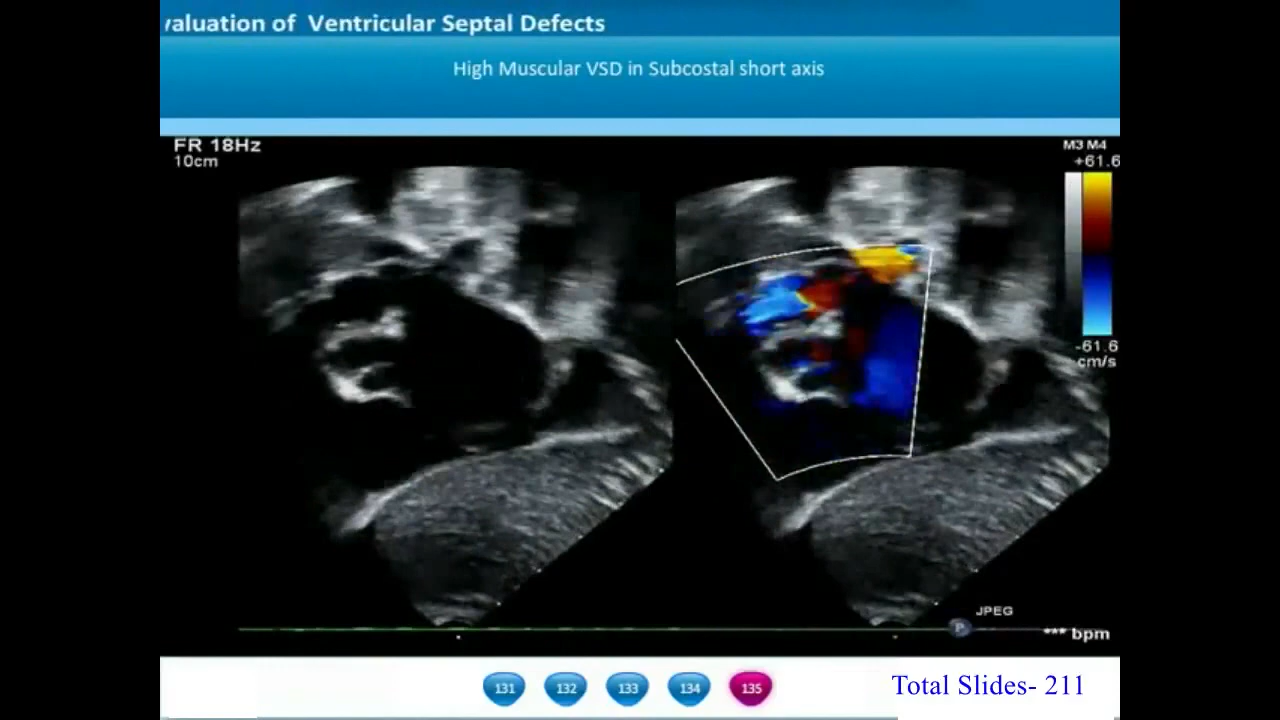 valuation of Ventricular Septal Defects
High Muscular VSD in Subcostal short axis
FR 18Hz
10cm
M3 M4
+61.6
-61.6
cm/s
JPEG
P
*** bpm
131 132 133 134 135
Total Slides- 211